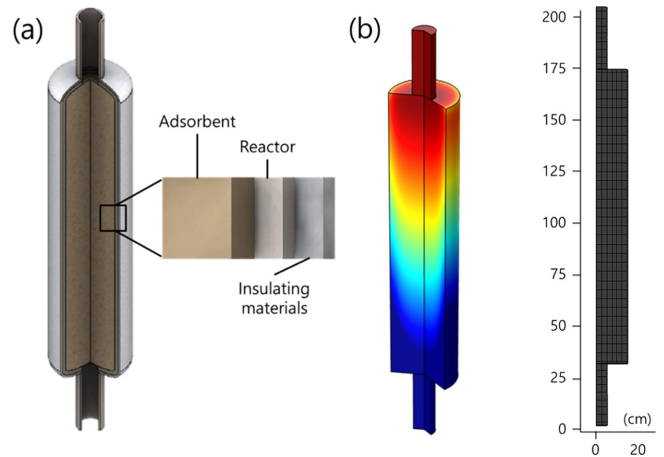 (a)
Adsorbent
Reactor
Insulating
materials
(b)
200
175
150
125
100
75
50
25
0
(cm)
0 20